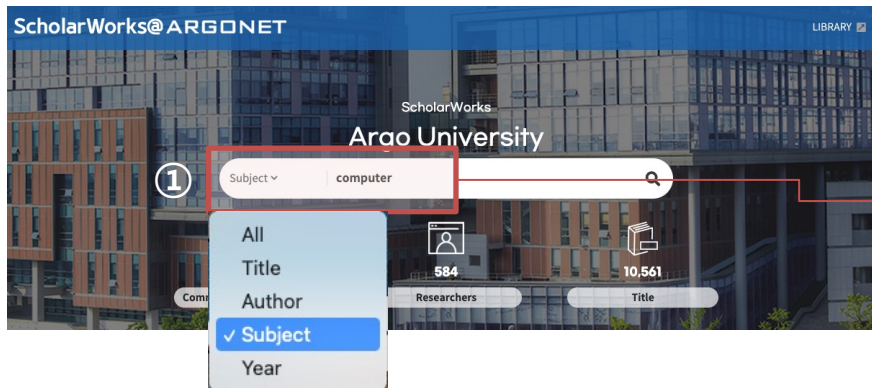 ScholarWorks@ARGONET
LIBRARY
ScholarWorks
Argo University
①
Subject
computer
All
Title
Author
✓ Subject
Year
584
10,561
Researchers
Title